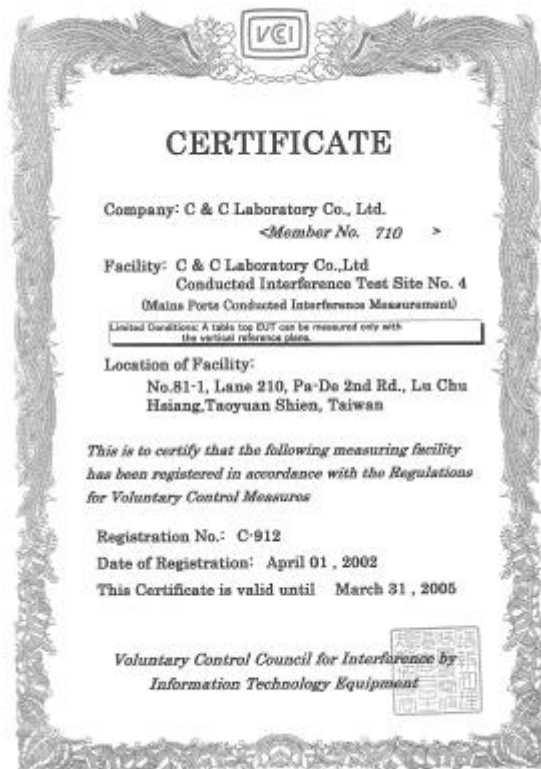 VCCI
CERTIFICATE
Company: C & C Laboratory Co., Ltd.
<Member No. 710 >
Facility: C & C Laboratory Co.,Ltd
Conducted Interference Test Site No. 4
(Mains Ports Conducted Interference Measurement)
Limited Conditions: A table top EUT can be measured only with
the vertical reference plane.
Location of Facility:
No.81-1, Lane 210, Pa-De 2nd Rd., Lu Chu
Hsiang,Taoyuan Shien, Taiwan
This is to certify that the following measuring facility
has been registered in accordance with the Regulations
for Voluntary Control Measures
Registration No.: C-912
Date of Registration: April 01 , 2002
This Certificate is valid until March 31 , 2005
Voluntary Control Council for Interference by
Information Technology Equipment